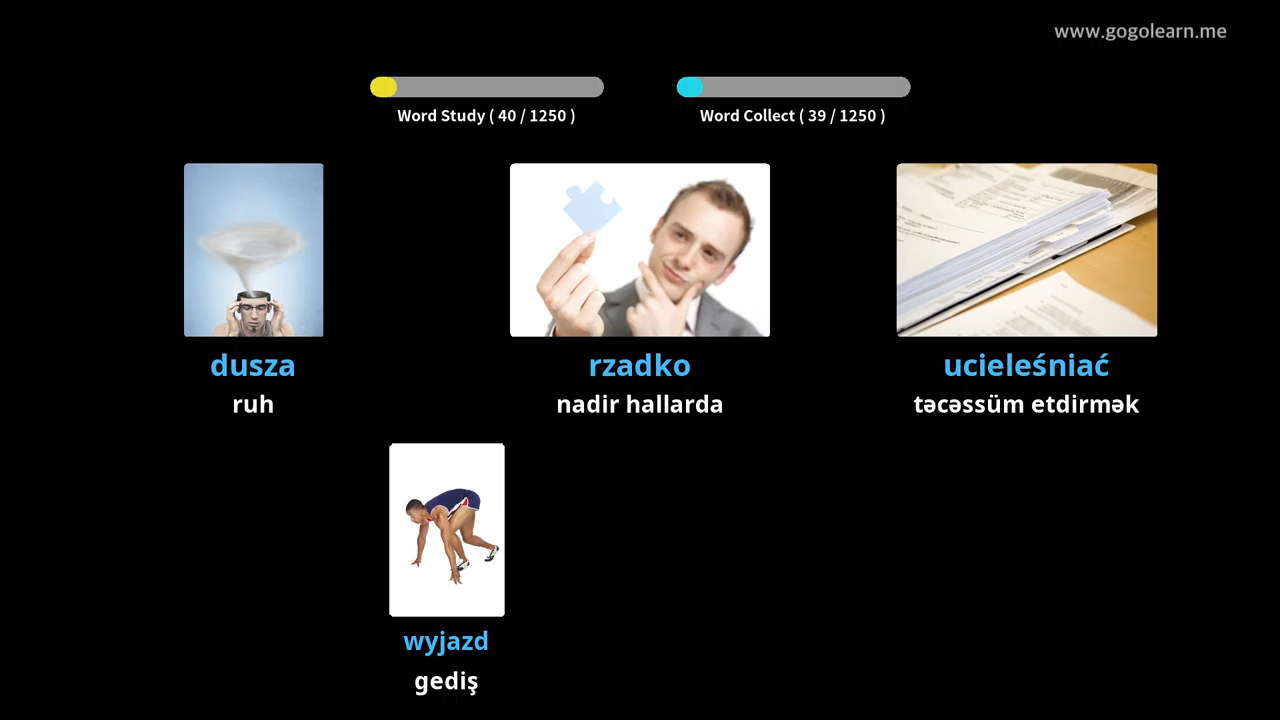 www.gogolearn.me
Word Study ( 40 / 1250 )
Word Collect ( 39 / 1250 )
dusza
ruh
rzadko
nadir hallarda
ucieleśniać
təcəssüm etdirmək
wyjazd
gediş